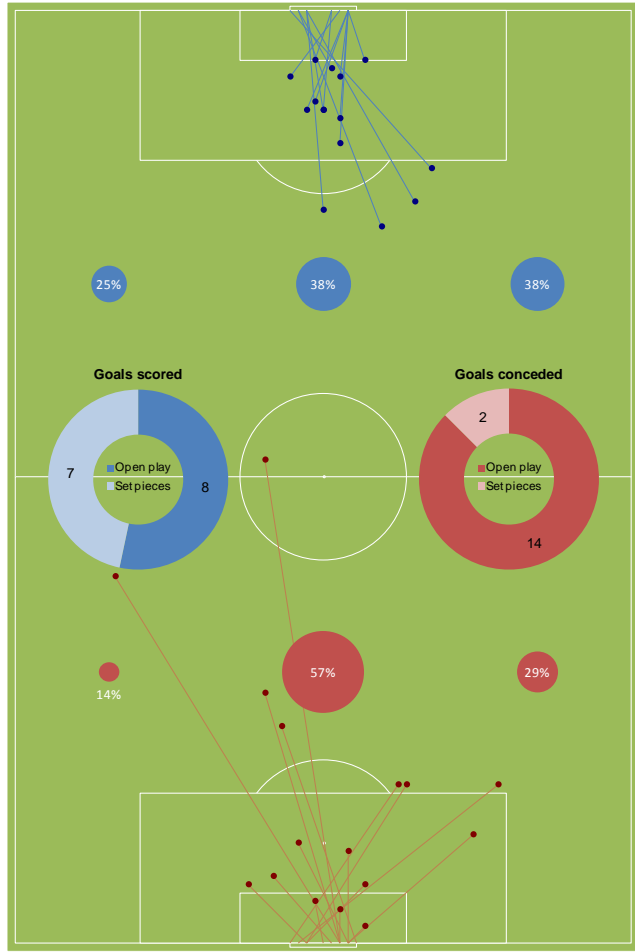 25%
38%
38%
Goals scored
Goals conceded
7
Open play
Set pieces
8
2
Open play
Set pieces
14
14%
57%
29%